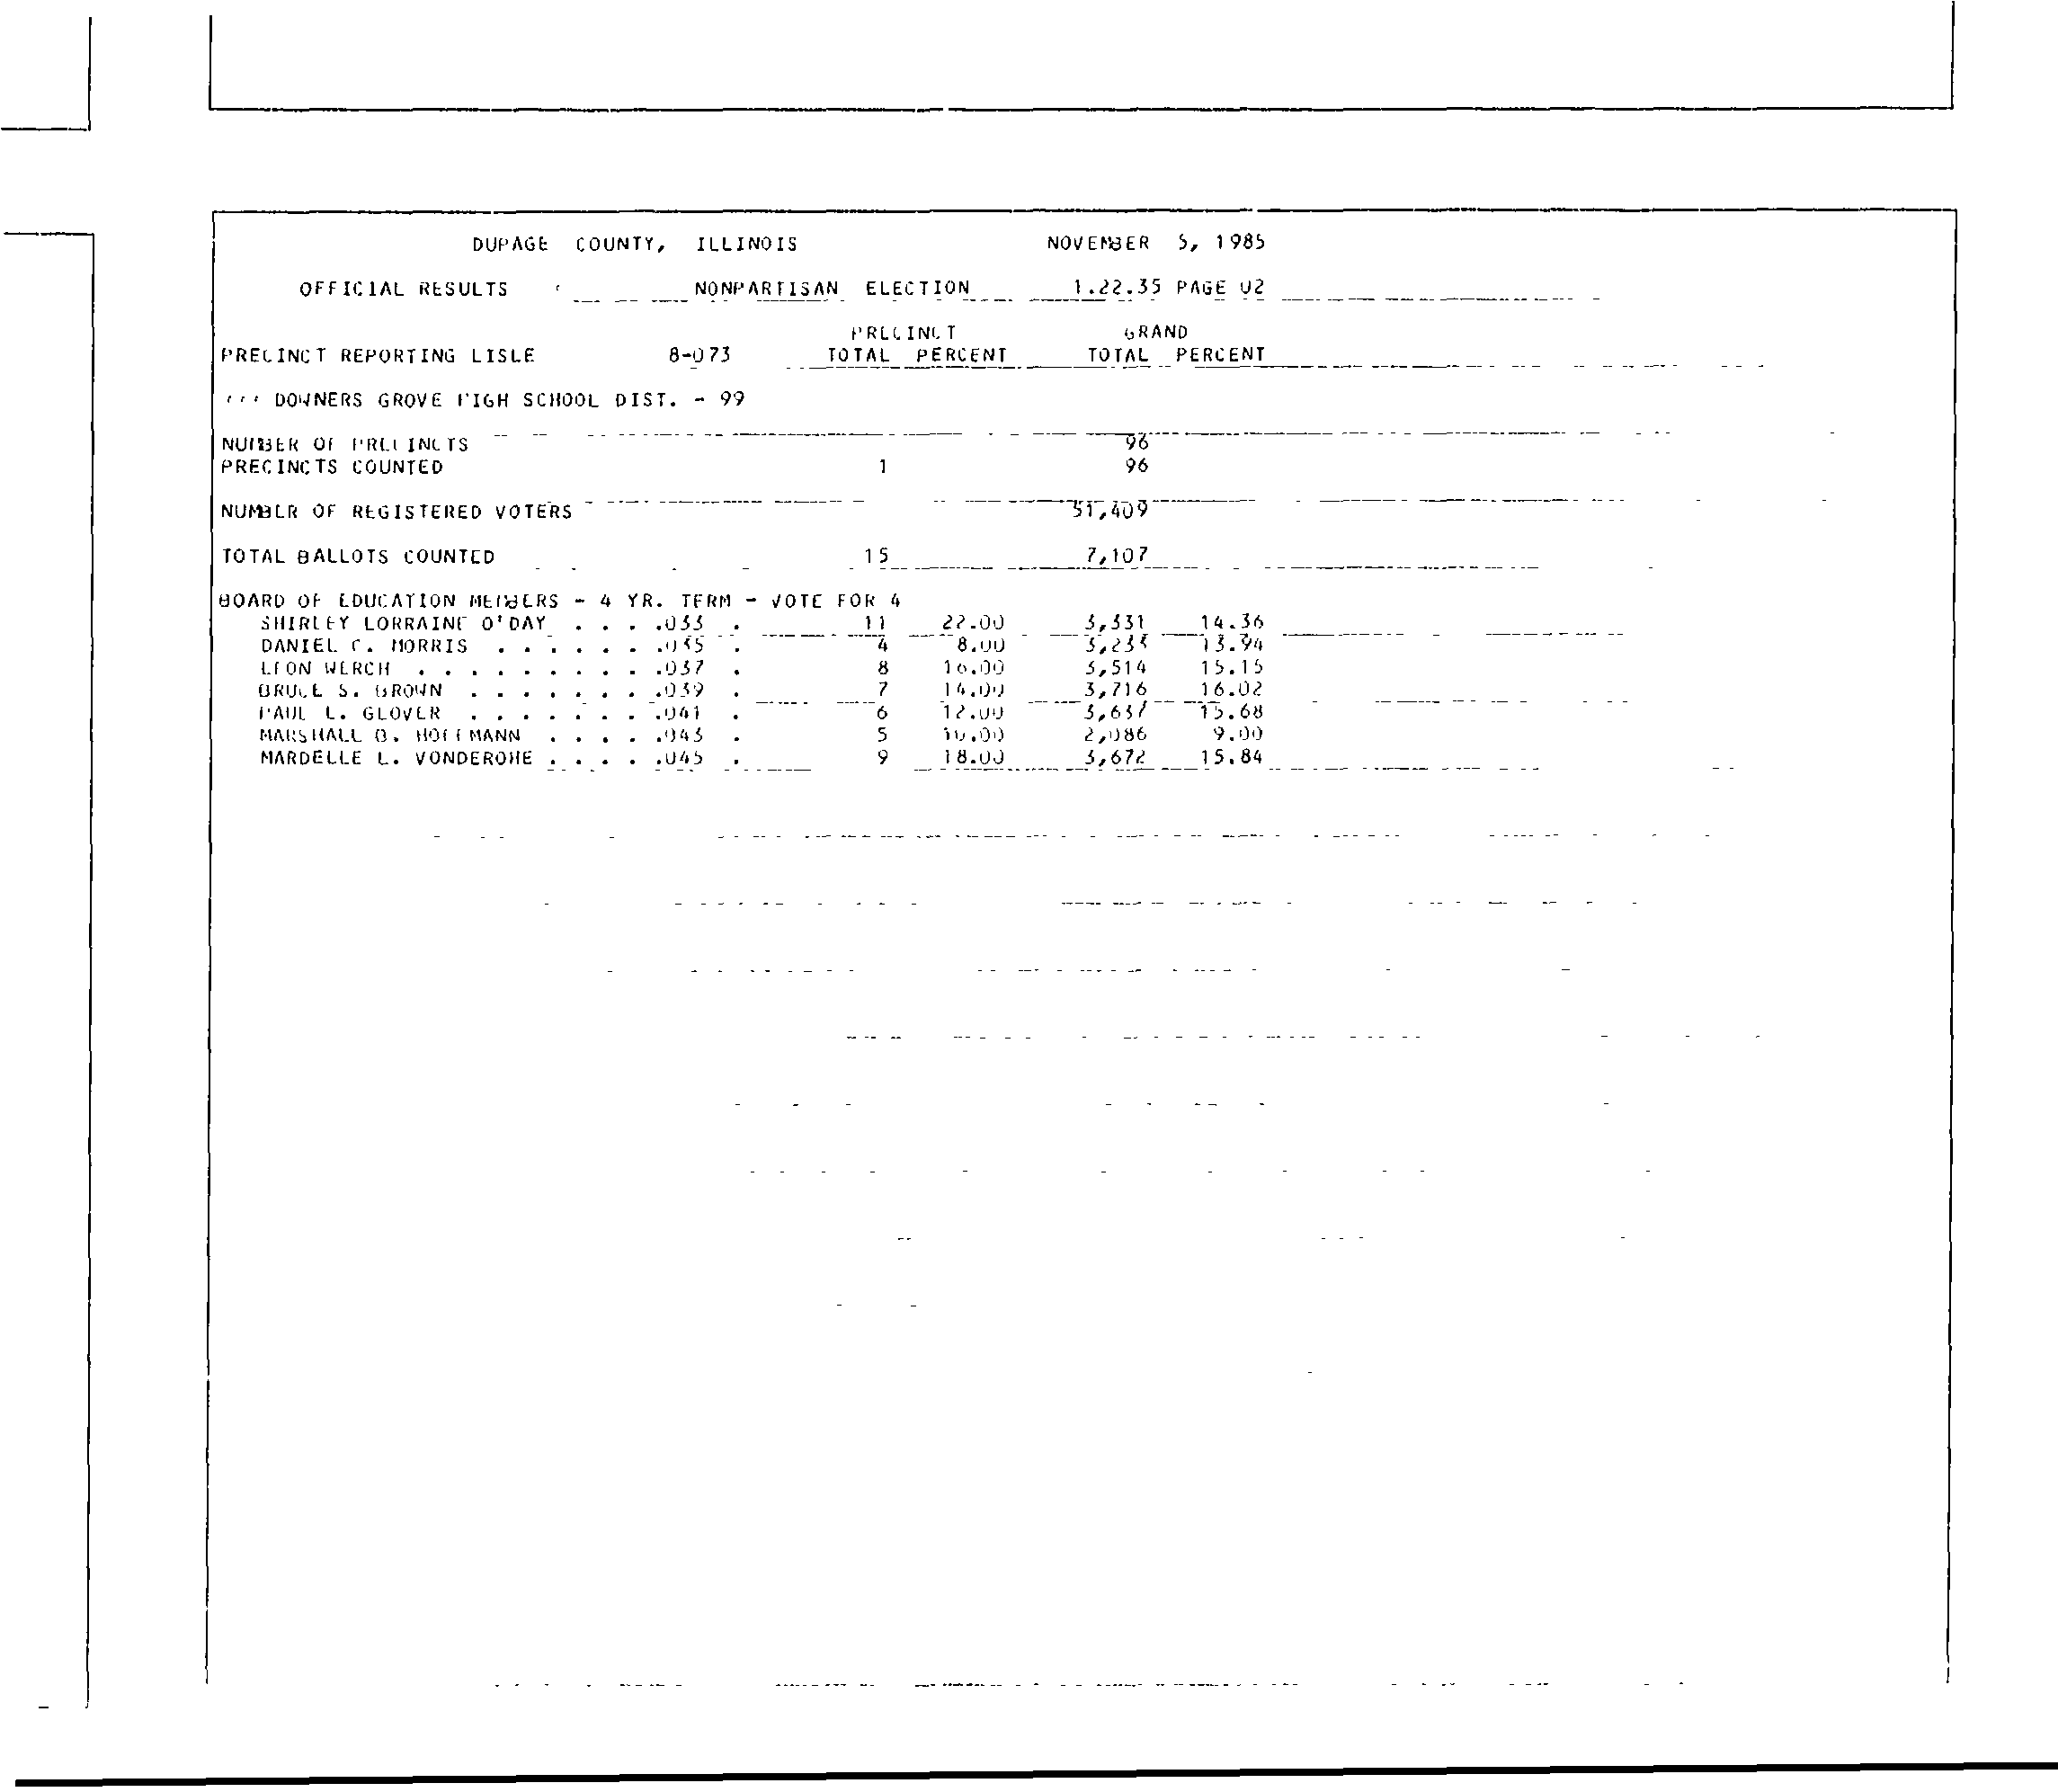 DUPAGE COUNTY, ILLINOIS NOVEMBER 5, 1985
OFFICIAL RESULTS NONPARTISAN ELECTION 1.22.35 PAGE 02
PRECINCT GRAND
PRECINCT REPORTING LISLE 8-073 TOTAL PERCENT TOTAL PERCENT
DOWNERS GROVE HIGH SCHOOL DIST. - 99
NUMBER OF PRECINCTS 96
PRECINCTS COUNTED 1 96
NUMBER OF REGISTERED VOTERS 51,409
TOTAL BALLOTS COUNTED 15 7,107
BOARD OF EDUCATION MEMBERS - 4 YR. TERM - VOTE FOR 4
SHIRLEY LORRAINE O'DAY . . . .033 . 11 22.00 3,331 14.36
DANIEL C. MORRIS . . . . . . .035 . 4 8.00 3,233 13.94
LEON WERCH . . . . . . . . . .037 . 8 16.00 3,514 15.15
BRUCE S. BROWN . . . . . . . .039 . 7 14.00 3,716 16.02
PAUL L. GLOVER . . . . . . . .041 . 6 12.00 3,637 15.68
MARSHALL O. HOFFMANN . . . . .043 . 5 10.00 2,086 9.00
MARDELLE L. VONDEROHE . . . . .045 . 9 18.00 3,672 15.84